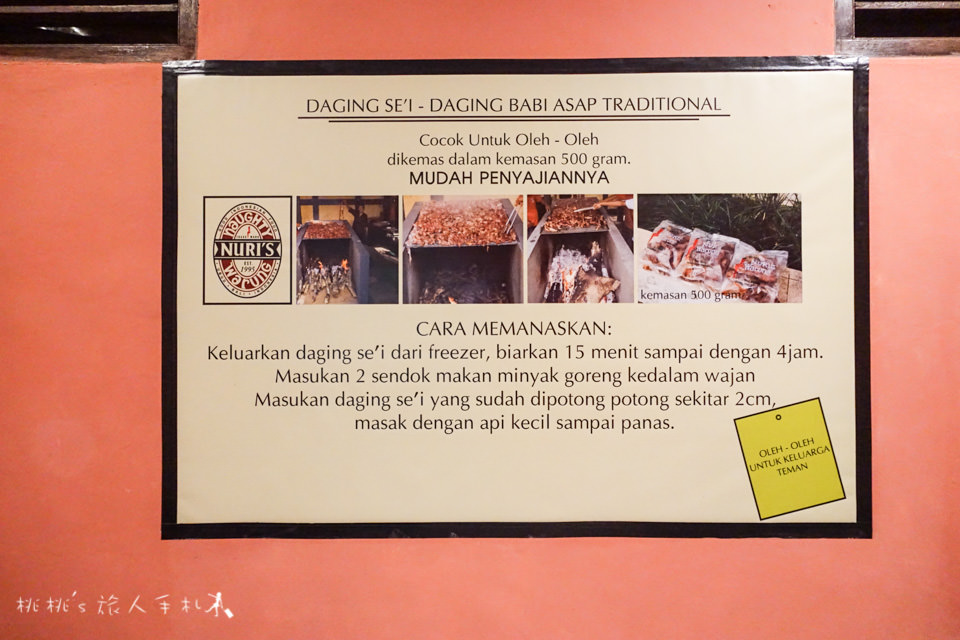 DAGING SE'I - DAGING BABI ASAP TRADITIONAL
Cocok Untuk Oleh - Oleh
dikemas dalam kemasan 500 gram.
MUDAH PENYAJIANNYA
NAUGHTY
NURI'S
EST
1995
WARUNG
kemasan 500 gram
CARA MEMANASKAN:
Keluarkan daging se'i dari freezer, biarkan 15 menit sampai dengan 4jam.
Masukan 2 sendok makan minyak goreng kedalam wajan
Masukan daging se'i yang sudah dipotong potong sekitar 2cm,
masak dengan api kecil sampai panas.
OLEH - OLEH
UNTUK KELUARGA
TEMAN
桃桃's 旅人手札